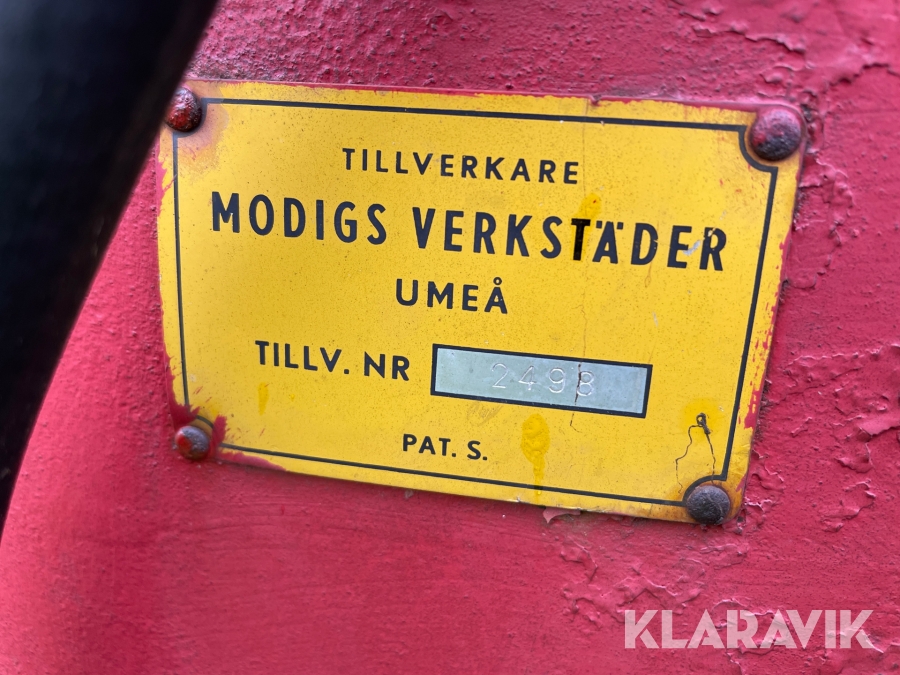 TILLVERKARE
MODIGS VERKSTÄDER
UMEÅ
TILLV. NR 2498
PAT. S.
KLARAVIK